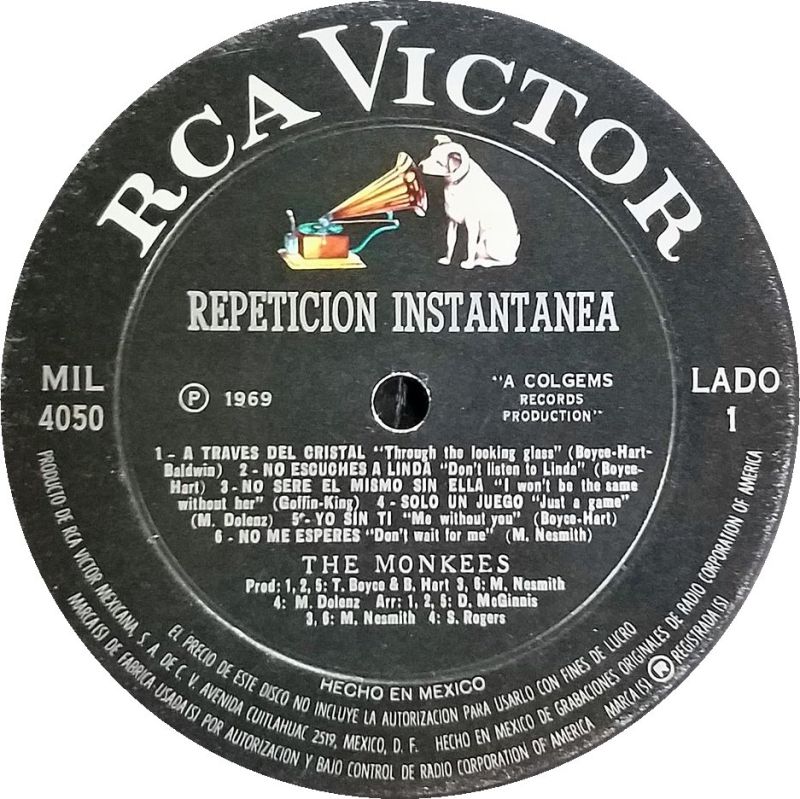 RCA VICTOR
REPETICION INSTANTANEA
MIL
4050
Ⓟ 1969
"A COLGEMS
RECORDS
PRODUCTION"
LADO
1
1 - A TRAVES DEL CRISTAL "Through the looking glass" (Boyce-Hart-
Baldwin) 2 - NO ESCUCHES A LINDA "Don't listen to Linda" (Boyce-
Hart) 3 - NO SERE EL MISMO SIN ELLA "I won't be the same
without her" (Goffin-King) 4 - SOLO UN JUEGO "Just a game"
(M. Dolenz) 5 - YO SIN TI "Me without you" (Boyce-Hart)
6 - NO ME ESPERES "Don't wait for me" (M. Nesmith)
THE MONKEES
Prod: 1, 2, 5: T. Boyce & B. Hart 3, 6: M. Nesmith
4: M. Dolenz Arr: 1, 2, 5: D. McGinnis
3, 6: M. Nesmith 4: S. Rogers
HECHO EN MEXICO
EL PRECIO DE ESTE DISCO NO INCLUYE LA AUTORIZACION PARA USARLO CON FINES DE LUCRO
PRODUCTO DE RCA VICTOR MEXICANA, S. A. DE C. V. AVENIDA CUITLAHUAC 2519, MEXICO, D. F. HECHO EN MEXICO DE GRABACIONES ORIGINALES DE RADIO CORPORATION OF AMERICA
MARCA(S) DE FABRICA USADA(S) POR AUTORIZACION Y BAJO CONTROL DE RADIO CORPORATION OF AMERICA MARCA(S) ® REGISTRADA(S)